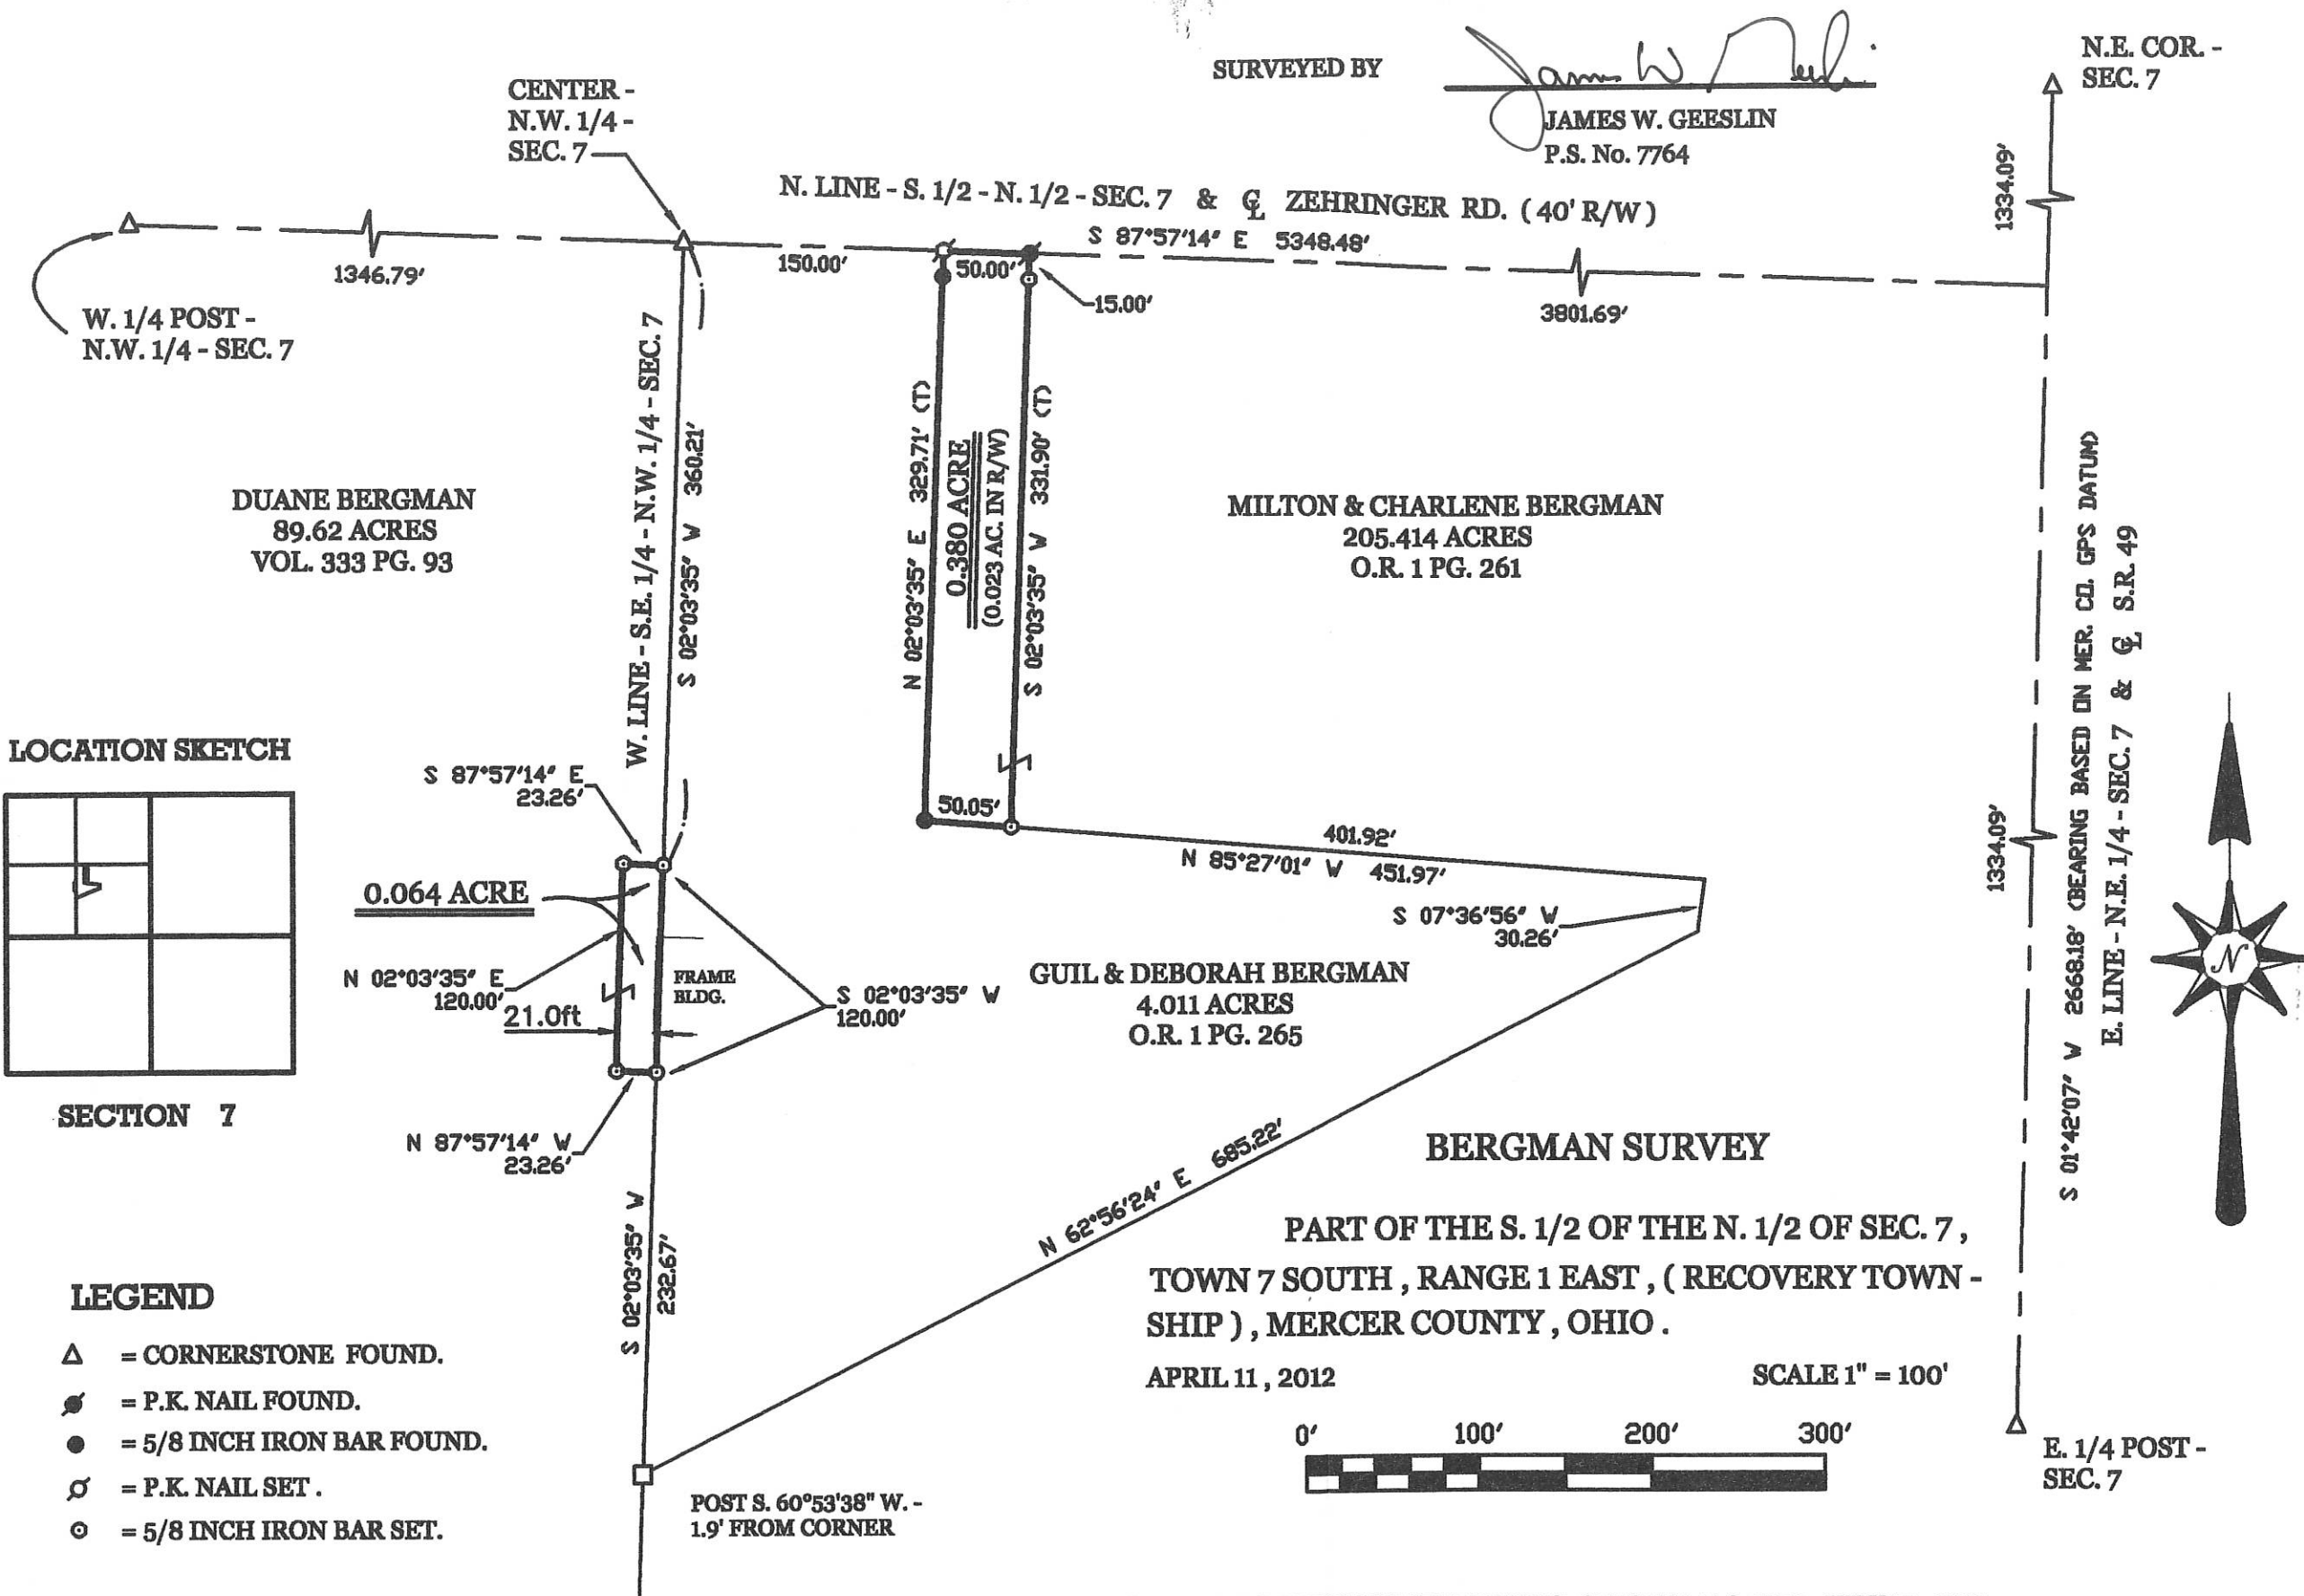 SURVEYED BY
JAMES W. GEESLIN
P.S. No. 7764
N.E. COR. -
SEC. 7
CENTER -
N.W. 1/4 -
SEC. 7
1334.09'
N. LINE - S. 1/2 - N. 1/2 - SEC. 7 & ℄ ZEHRINGER RD. ( 40' R/W )
S 87°57'14" E 5348.48'
1346.79'
150.00'
50.00'
15.00'
3801.69'
W. 1/4 POST -
N.W. 1/4 - SEC. 7
W. LINE - S.E. 1/4 - N.W. 1/4 - SEC. 7
S 02°03'35" W 360.21'
N 02°03'35" E 329.71' (T)
0.380 ACRE
(0.023 AC. IN R/W)
S 02°03'35" W 331.90' (T)
DUANE BERGMAN
89.62 ACRES
VOL. 333 PG. 93
MILTON & CHARLENE BERGMAN
205.414 ACRES
O.R. 1 PG. 261
S 01°42'07" W 2668.18' (BEARING BASED ON MER. CO. GPS DATUM)
E. LINE - N.E. 1/4 - SEC. 7 & ℄ S.R. 49
1334.09'
LOCATION SKETCH
SECTION 7
S 87°57'14" E
23.26'
50.05'
401.92'
N 85°27'01" W 451.97'
0.064 ACRE
S 07°36'56" W
30.26'
N 02°03'35" E
120.00'
21.0ft
FRAME
BLDG.
S 02°03'35" W
120.00'
GUIL & DEBORAH BERGMAN
4.011 ACRES
O.R. 1 PG. 265
N 87°57'14" W
23.26'
S 02°03'35" W
232.67'
N 62°56'24" E 685.22'
N
BERGMAN SURVEY
PART OF THE S. 1/2 OF THE N. 1/2 OF SEC. 7 ,
TOWN 7 SOUTH , RANGE 1 EAST , ( RECOVERY TOWN -
SHIP ) , MERCER COUNTY , OHIO .
APRIL 11 , 2012
SCALE 1" = 100'
0' 100' 200' 300'
LEGEND
△ = CORNERSTONE FOUND.
= P.K. NAIL FOUND.
● = 5/8 INCH IRON BAR FOUND.
= P.K. NAIL SET .
⊙ = 5/8 INCH IRON BAR SET.
POST S. 60°53'38" W. -
1.9' FROM CORNER
E. 1/4 POST -
SEC. 7